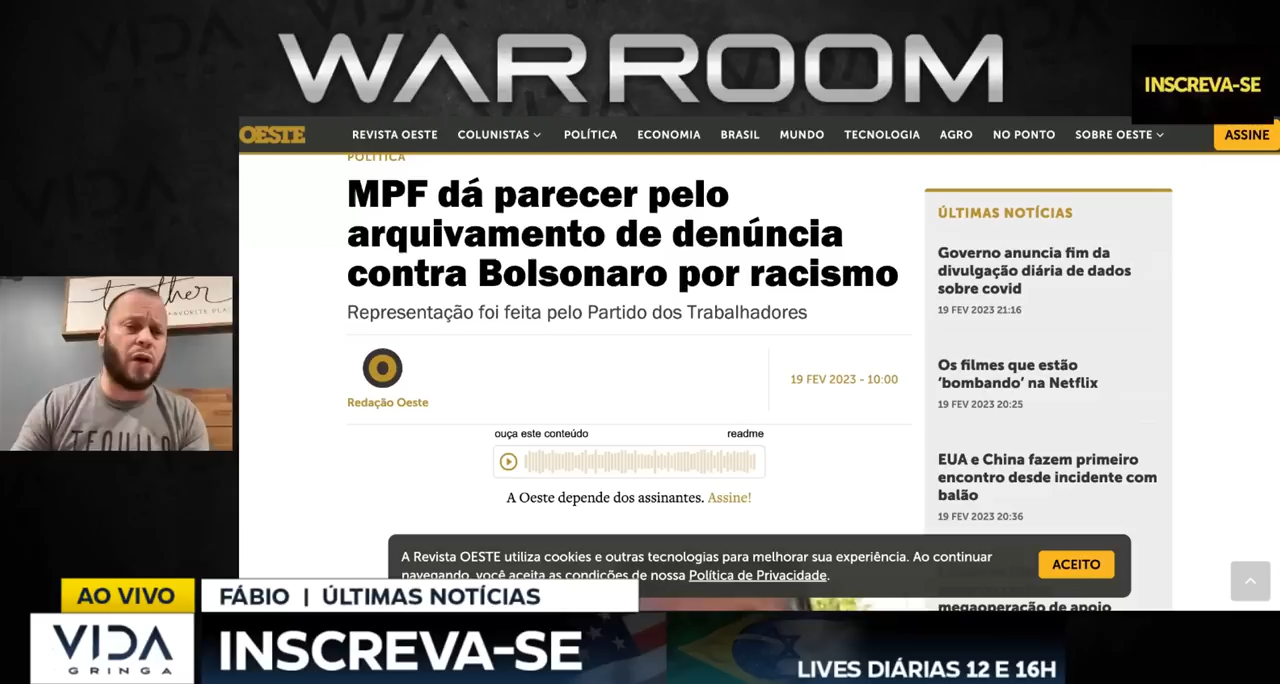 WARROOM
INSCREVA-SE
OESTE
REVISTA OESTE
COLUNISTAS
POLÍTICA
ECONOMIA
BRASIL
MUNDO
TECNOLOGIA
AGRO
NO PONTO
SOBRE OESTE
ASSINE
POLÍTICA
MPF dá parecer pelo
arquivamento de denúncia
contra Bolsonaro por racismo
Representação foi feita pelo Partido dos Trabalhadores
Redação Oeste
19 FEV 2023 - 10:00
ouça este conteúdo
readme
A Oeste depende dos assinantes. Assine!
ÚLTIMAS NOTÍCIAS
Governo anuncia fim da
divulgação diária de dados
sobre covid
19 FEV 2023 21:16
Os filmes que estão
‘bombando’ na Netflix
19 FEV 2023 20:25
EUA e China fazem primeiro
encontro desde incidente com
balão
19 FEV 2023 20:36
megaoperação de apoio
A Revista OESTE utiliza cookies e outras tecnologias para melhorar sua experiência. Ao continuar
navegando, você aceita as condições de nossa Política de Privacidade.
ACEITO
TEQUILA
AO VIVO
FÁBIO | ÚLTIMAS NOTÍCIAS
VIDA
GRINGA
INSCREVA-SE
LIVES DIÁRIAS 12 E 16H